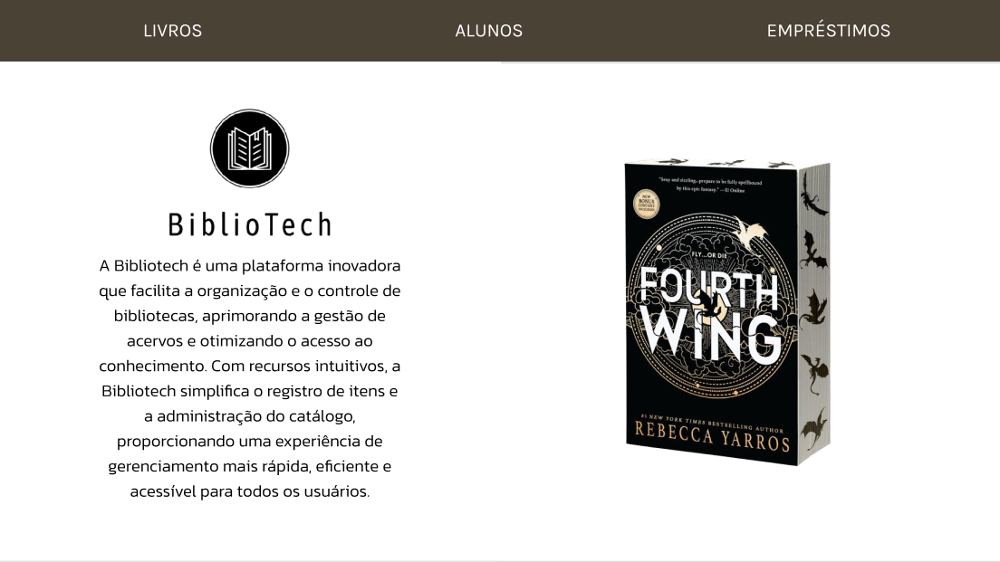 LIVROS
ALUNOS
EMPRÉSTIMOS
BiblioTech
A Bibliotech é uma plataforma inovadora
que facilita a organização e o controle de
bibliotecas, aprimorando a gestão de
acervos e otimizando o acesso ao
conhecimento. Com recursos intuitivos, a
Bibliotech simplifica o registro de itens e
a administração do catálogo,
proporcionando uma experiência de
gerenciamento mais rápida, eficiente e
acessível para todos os usuários.
"Sexy and sizzling...prepare to be fully spellbound
by this epic fantasy." —E! Online
NEW
BONUS
CONTENT
INCLUDED
FLY...OR DIE
FOURTH
WING
#1 NEW YORK TIMES BESTSELLING AUTHOR
REBECCA YARROS